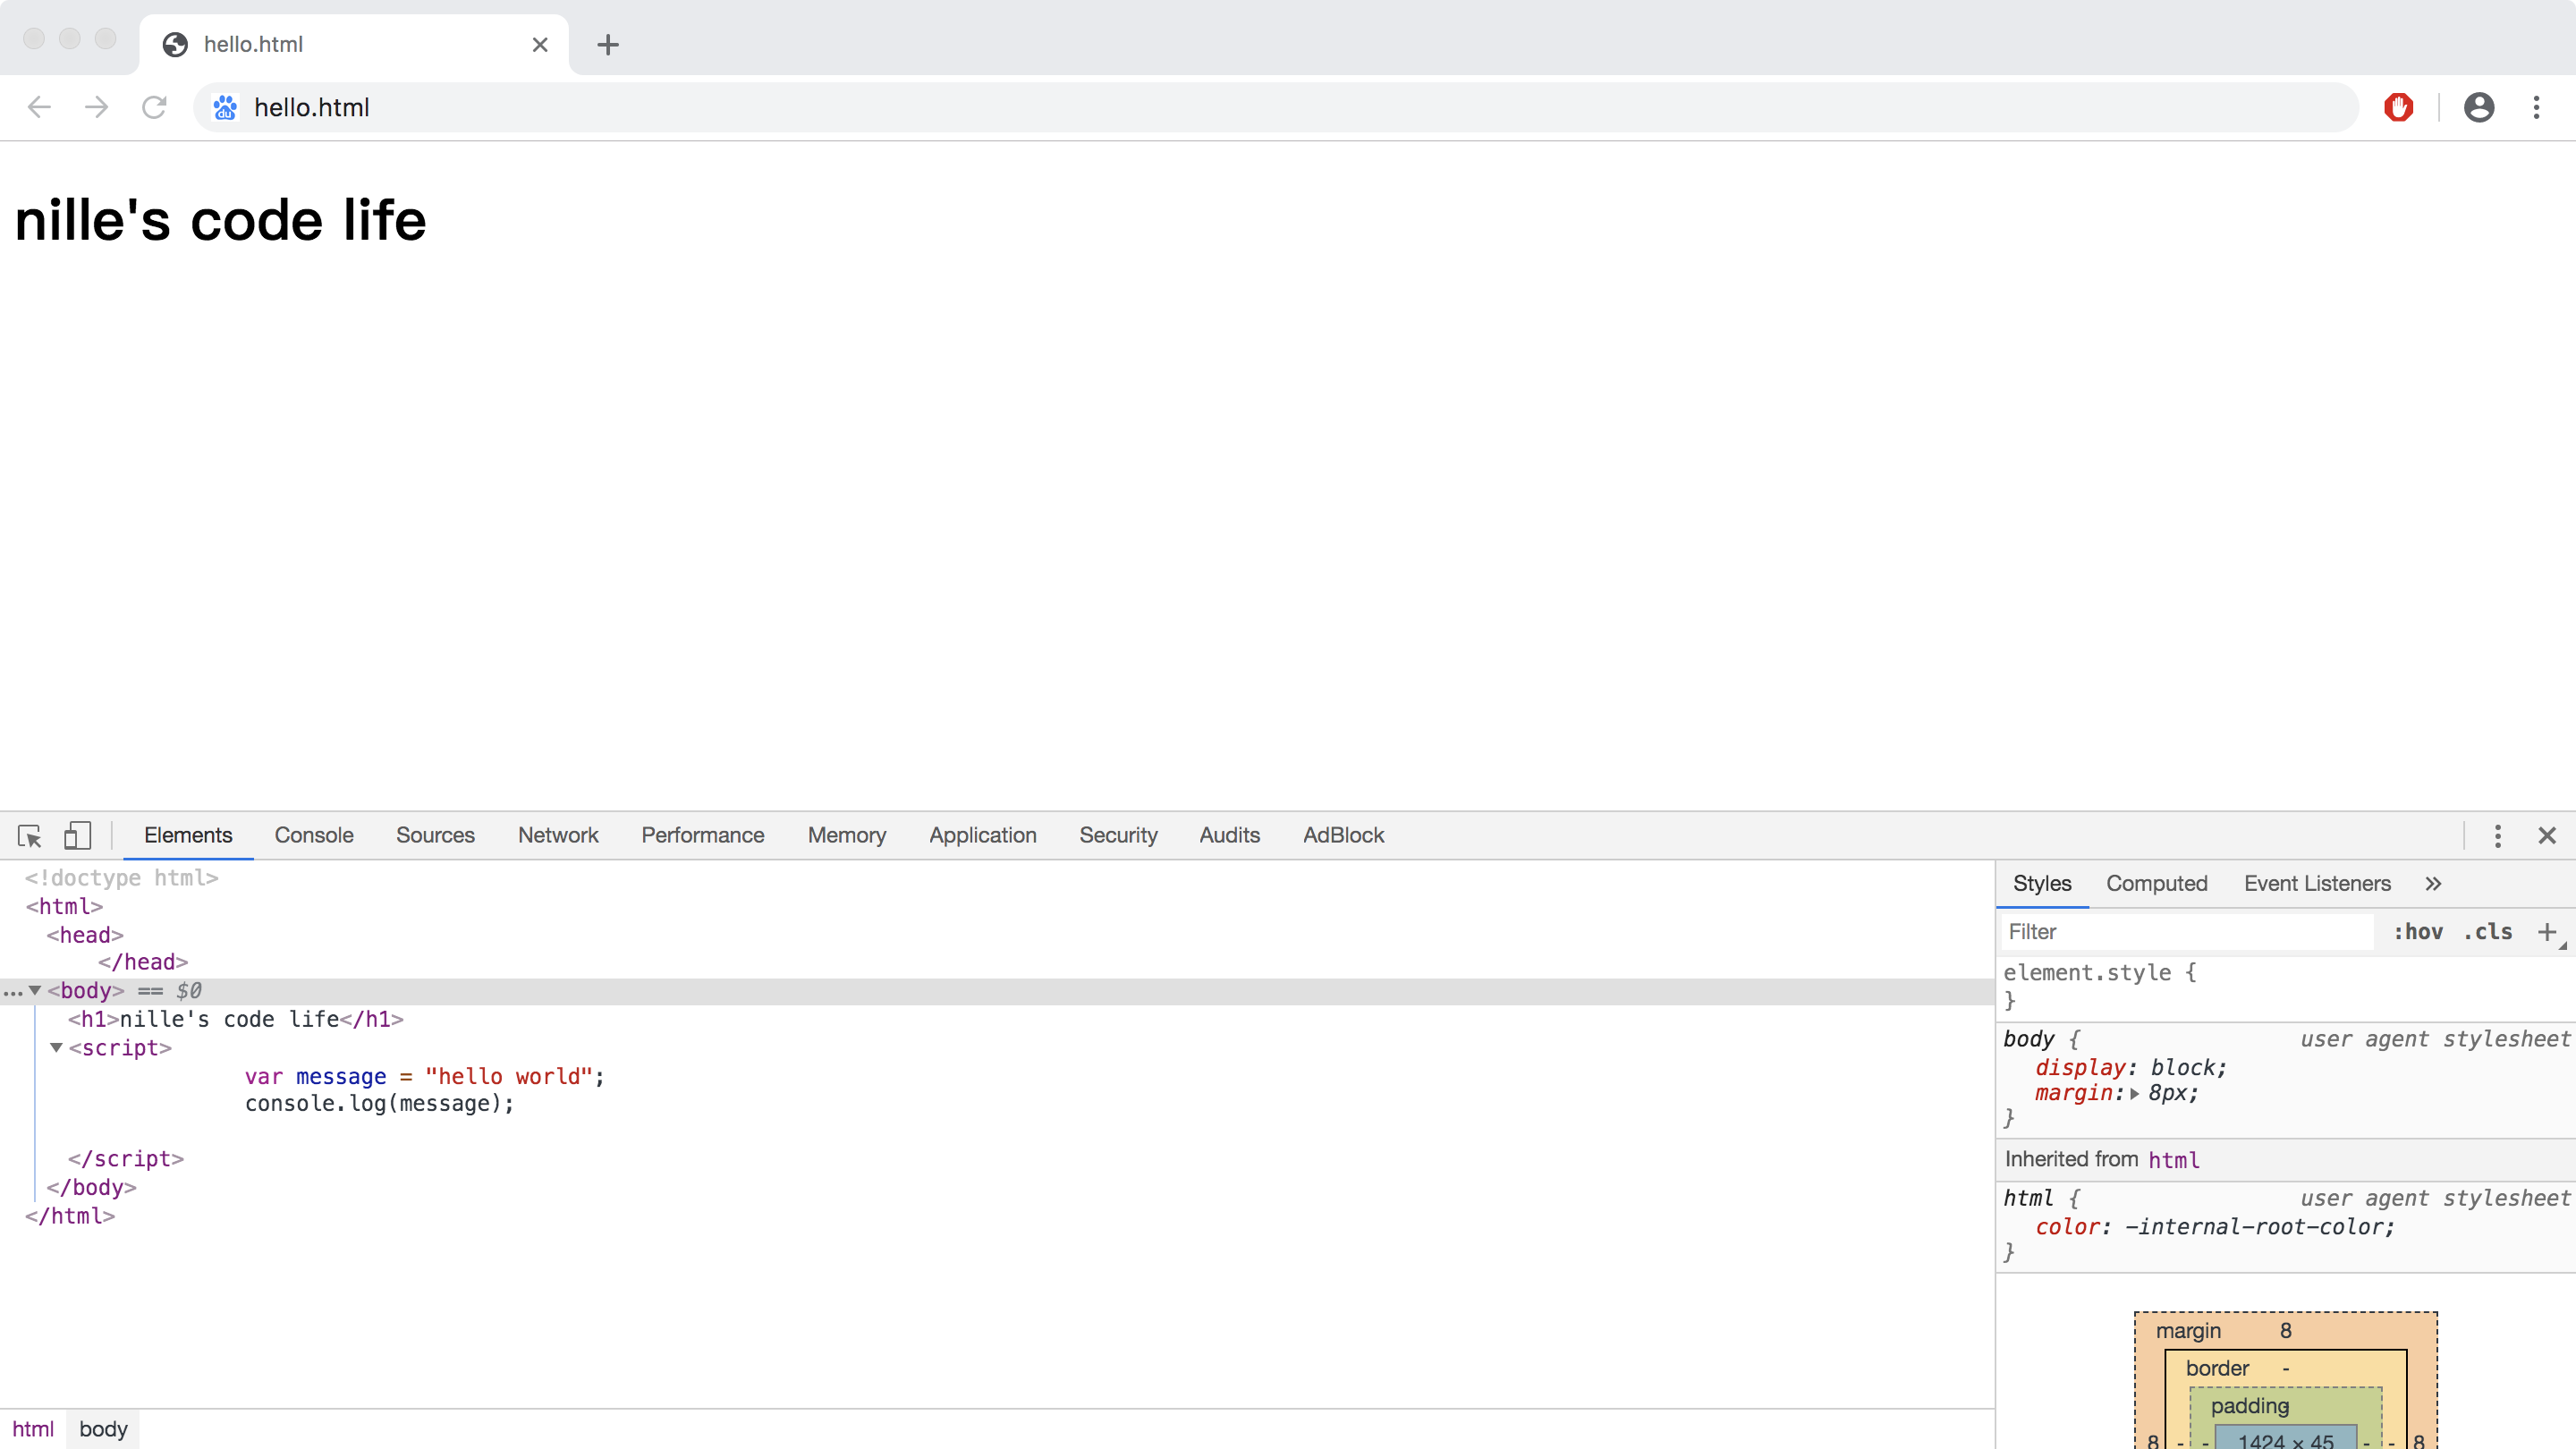 hello.html
du hello.html
nille's code life
Elements Console Sources Network Performance Memory Application Security Audits AdBlock
<!doctype html>
<html>
<head>
</head>
… <body> == $0
<h1>nille's code life</h1>
<script>
var message = "hello world";
console.log(message);
</script>
</body>
</html>
html body
Styles Computed Event Listeners »
Filter :hov .cls +
element.style {
}
body { user agent stylesheet
display: block;
margin: 8px;
}
Inherited from html
html { user agent stylesheet
color: -internal-root-color;
}
margin 8
border -
padding -
8 - - 1424 × 45 - - 8